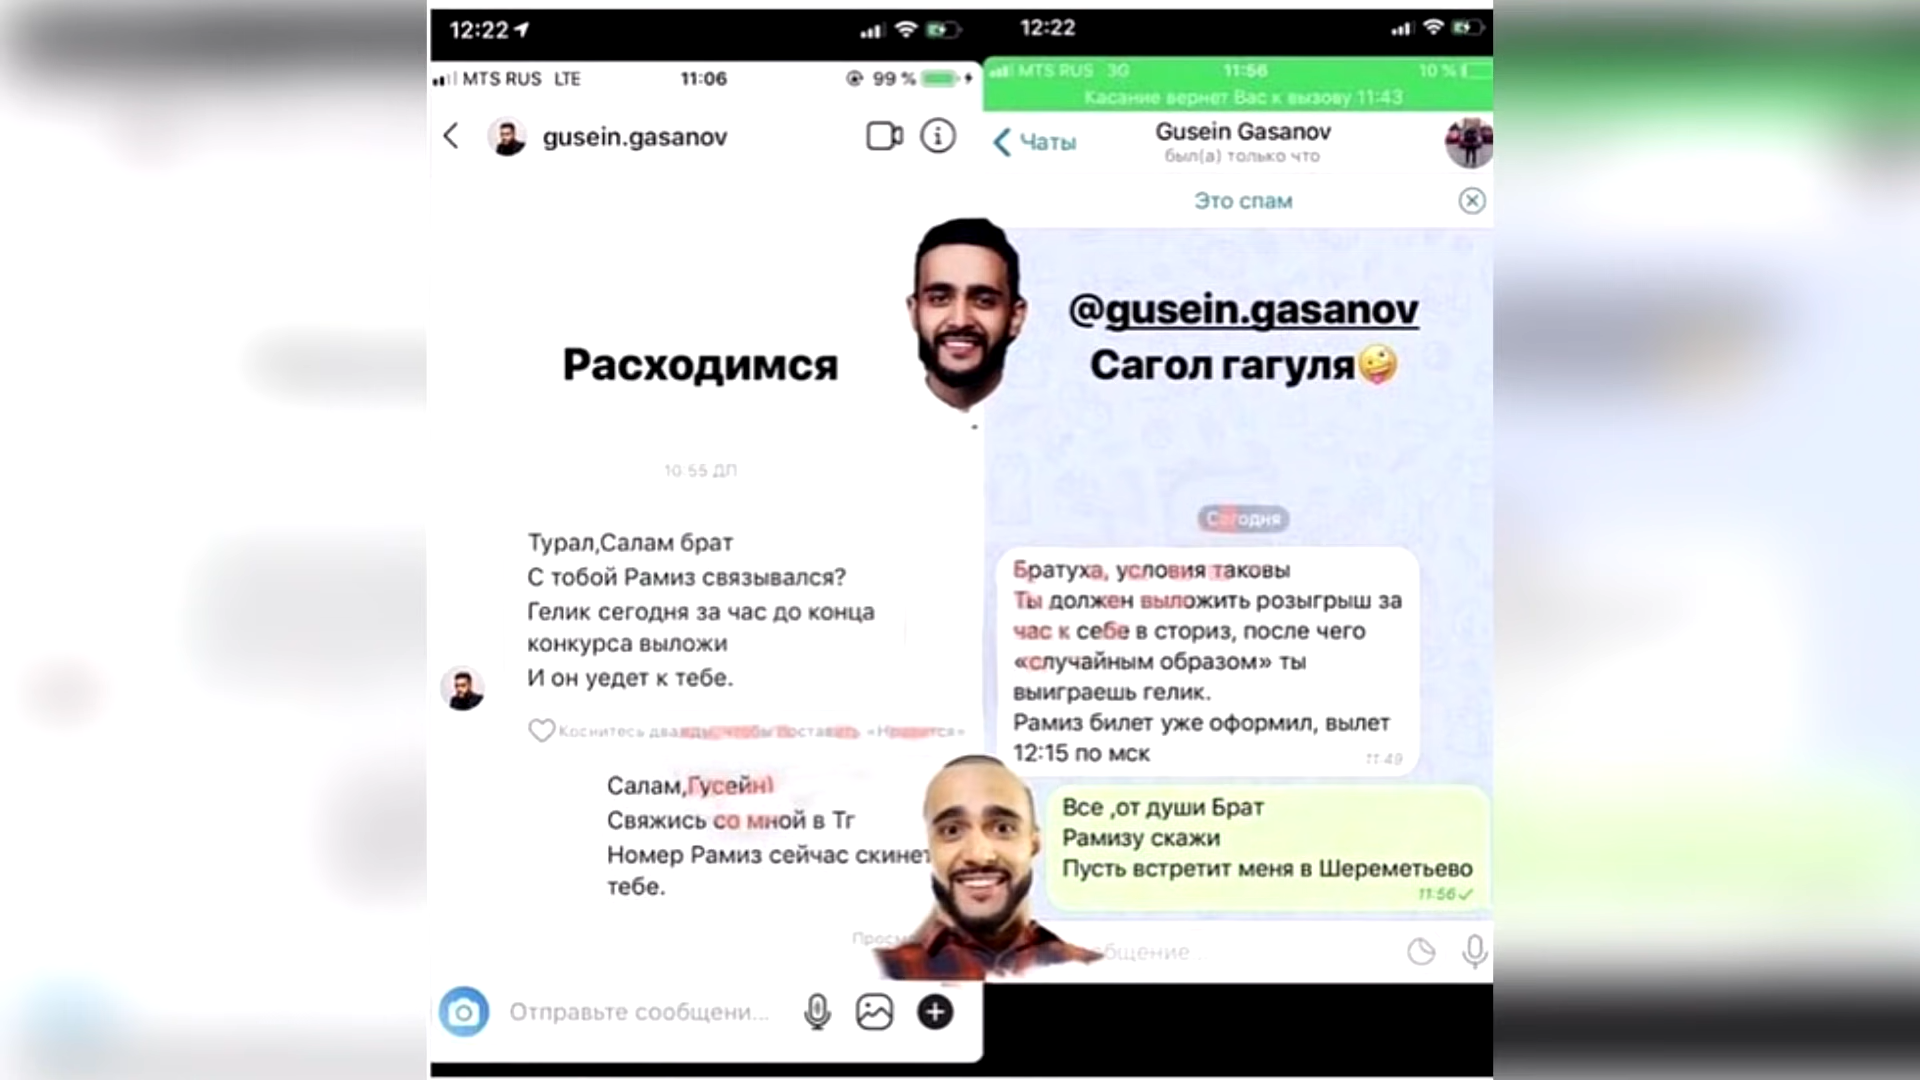 12:22
MTS RUS LTE 11:06 99 %
gusein.gasanov
Расходимся
10:55 ДП
Турал,Салам брат
С тобой Рамиз связывался?
Гелик сегодня за час до конца
конкурса выложи
И он уедет к тебе.
Коснитесь дважды, чтобы поставить «Нравится»
Салам,Гусейн)
Свяжись со мной в Тг
Номер Рамиз сейчас скинет
тебе.
Отправьте сообщени...
12:22
MTS RUS 3G 11:56 10 %
Касание вернет Вас к вызову 11:43
Чаты
Gusein Gasanov
был(а) только что
Это спам
@gusein.gasanov
Сагол гагуля🤪
Сегодня
Братуха, условия таковы
Ты должен выложить розыгрыш за
час к себе в сториз, после чего
«случайным образом» ты
выиграешь гелик.
Рамиз билет уже оформил, вылет
12:15 по мск
11:49
Все ,от души Брат
Рамизу скажи
Пусть встретит меня в Шереметьево
11:56